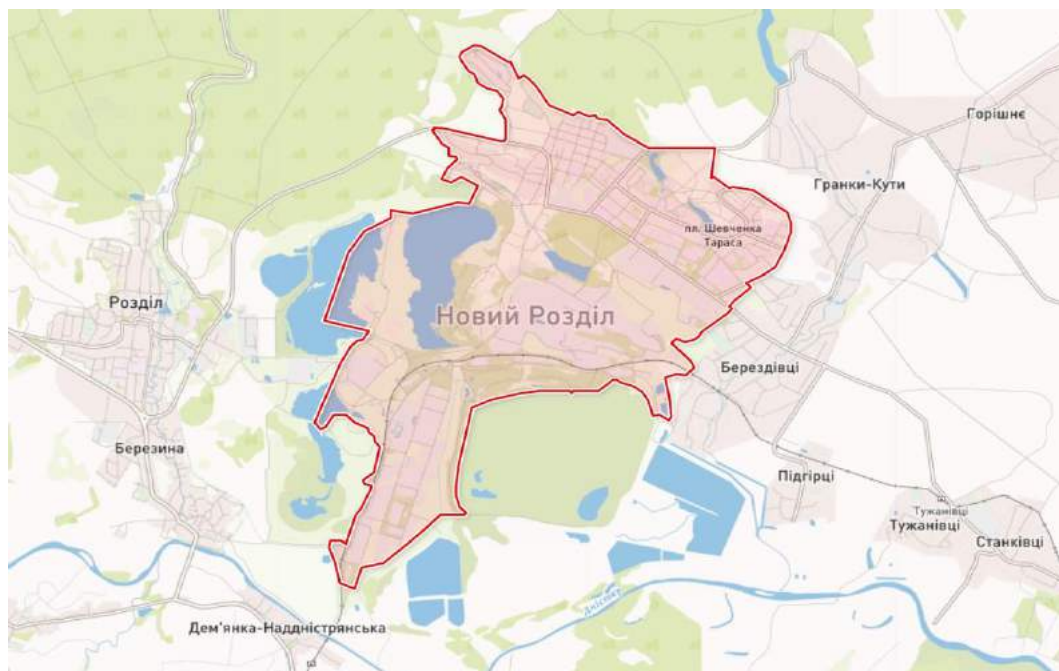 Горішнє
Гранки-Кути
пл. Шевченка
Тараса
Розділ
Новий Розділ
Берездівці
Березина
Підгірці
Тужанівці
Тужанівці
Станківці
Дністер
Дем'янка-Наддністрянська